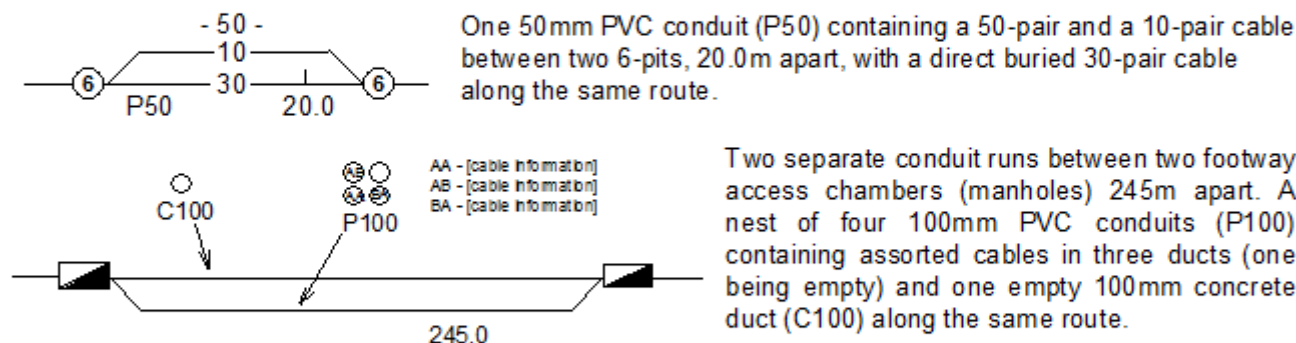 - 50 -
10
6 30 6
P50 20.0
One 50mm PVC conduit (P50) containing a 50-pair and a 10-pair cable
between two 6-pits, 20.0m apart, with a direct buried 30-pair cable
along the same route.
AB
AA BA
C100
P100
AA - [cable information]
AB - [cable information]
BA - [cable information]
245.0
Two separate conduit runs between two footway
access chambers (manholes) 245m apart. A
nest of four 100mm PVC conduits (P100)
containing assorted cables in three ducts (one
being empty) and one empty 100mm concrete
duct (C100) along the same route.